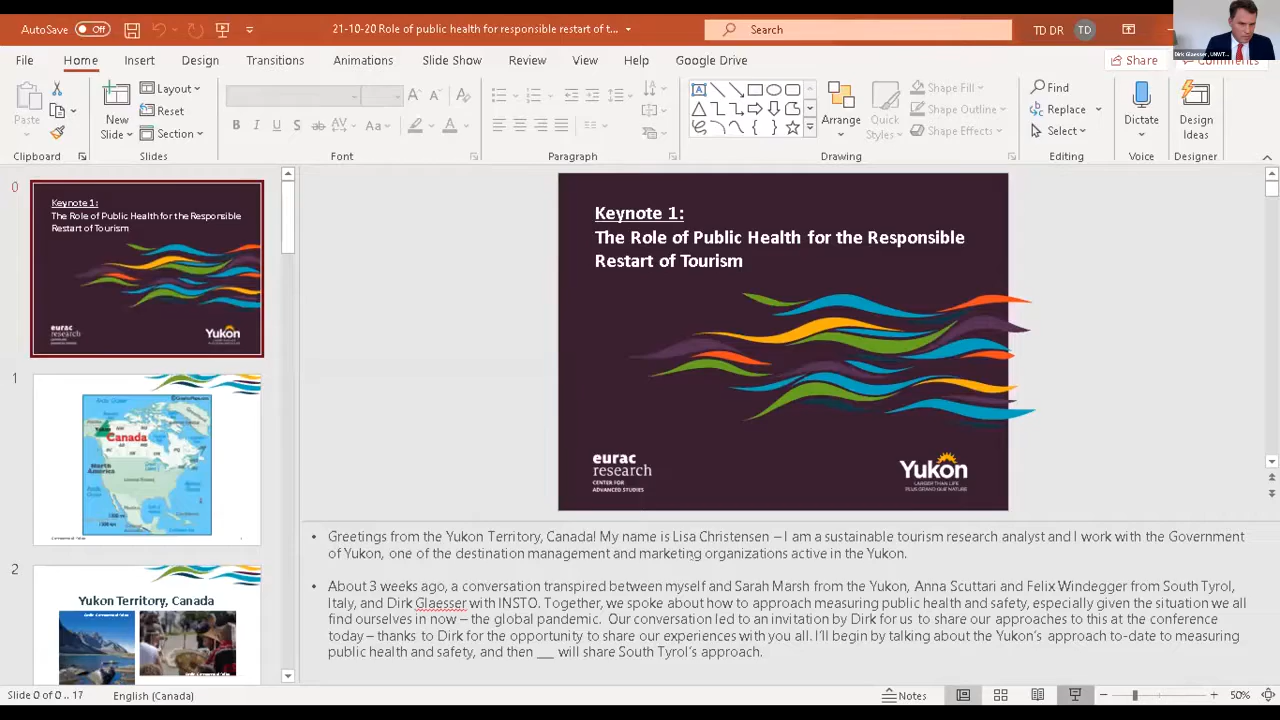 AutoSave
Off
21-10-20 Role of public health for responsible restart of t...
Search
TD DR
TD
Dirk Glaesser, UNWT...
File
Home
Insert
Design
Transitions
Animations
Slide Show
Review
View
Help
Google Drive
Share
Comments
Paste
New
Slide
Layout
Reset
Section
B
I
U
S
ab
AV
Aa
A
Arrange
Quick
Styles
Shape Fill
Shape Outline
Shape Effects
Find
Replace
Select
Dictate
Design
Ideas
Clipboard
Slides
Font
Paragraph
Drawing
Editing
Voice
Designer
0
Keynote 1:
The Role of Public Health for the Responsible
Restart of Tourism
eurac
research
Yukon
1
Canada
North
America
2
Yukon Territory, Canada
Keynote 1:
The Role of Public Health for the Responsible
Restart of Tourism
eurac
research
CENTER FOR
ADVANCED STUDIES
Yukon
LARGER THAN LIFE
• Greetings from the Yukon Territory, Canada! My name is Lisa Christensen – I am a sustainable tourism research analyst and I work with the Government
of Yukon, one of the destination management and marketing organizations active in the Yukon.
• About 3 weeks ago, a conversation transpired between myself and Sarah Marsh from the Yukon, Anna Scuttari and Felix Windegger from South Tyrol,
Italy, and Dirk Glaesser with INSTO. Together, we spoke about how to approach measuring public health and safety, especially given the situation we all
find ourselves in now – the global pandemic. Our conversation led to an invitation by Dirk for us to share our approaches to this at the conference
today – thanks to Dirk for the opportunity to share our experiences with you all. I'll begin by talking about the Yukon's approach to-date to measuring
public health and safety, and then ___ will share South Tyrol's approach.
Slide 0 of 0 .. 17
English (Canada)
Notes
50%